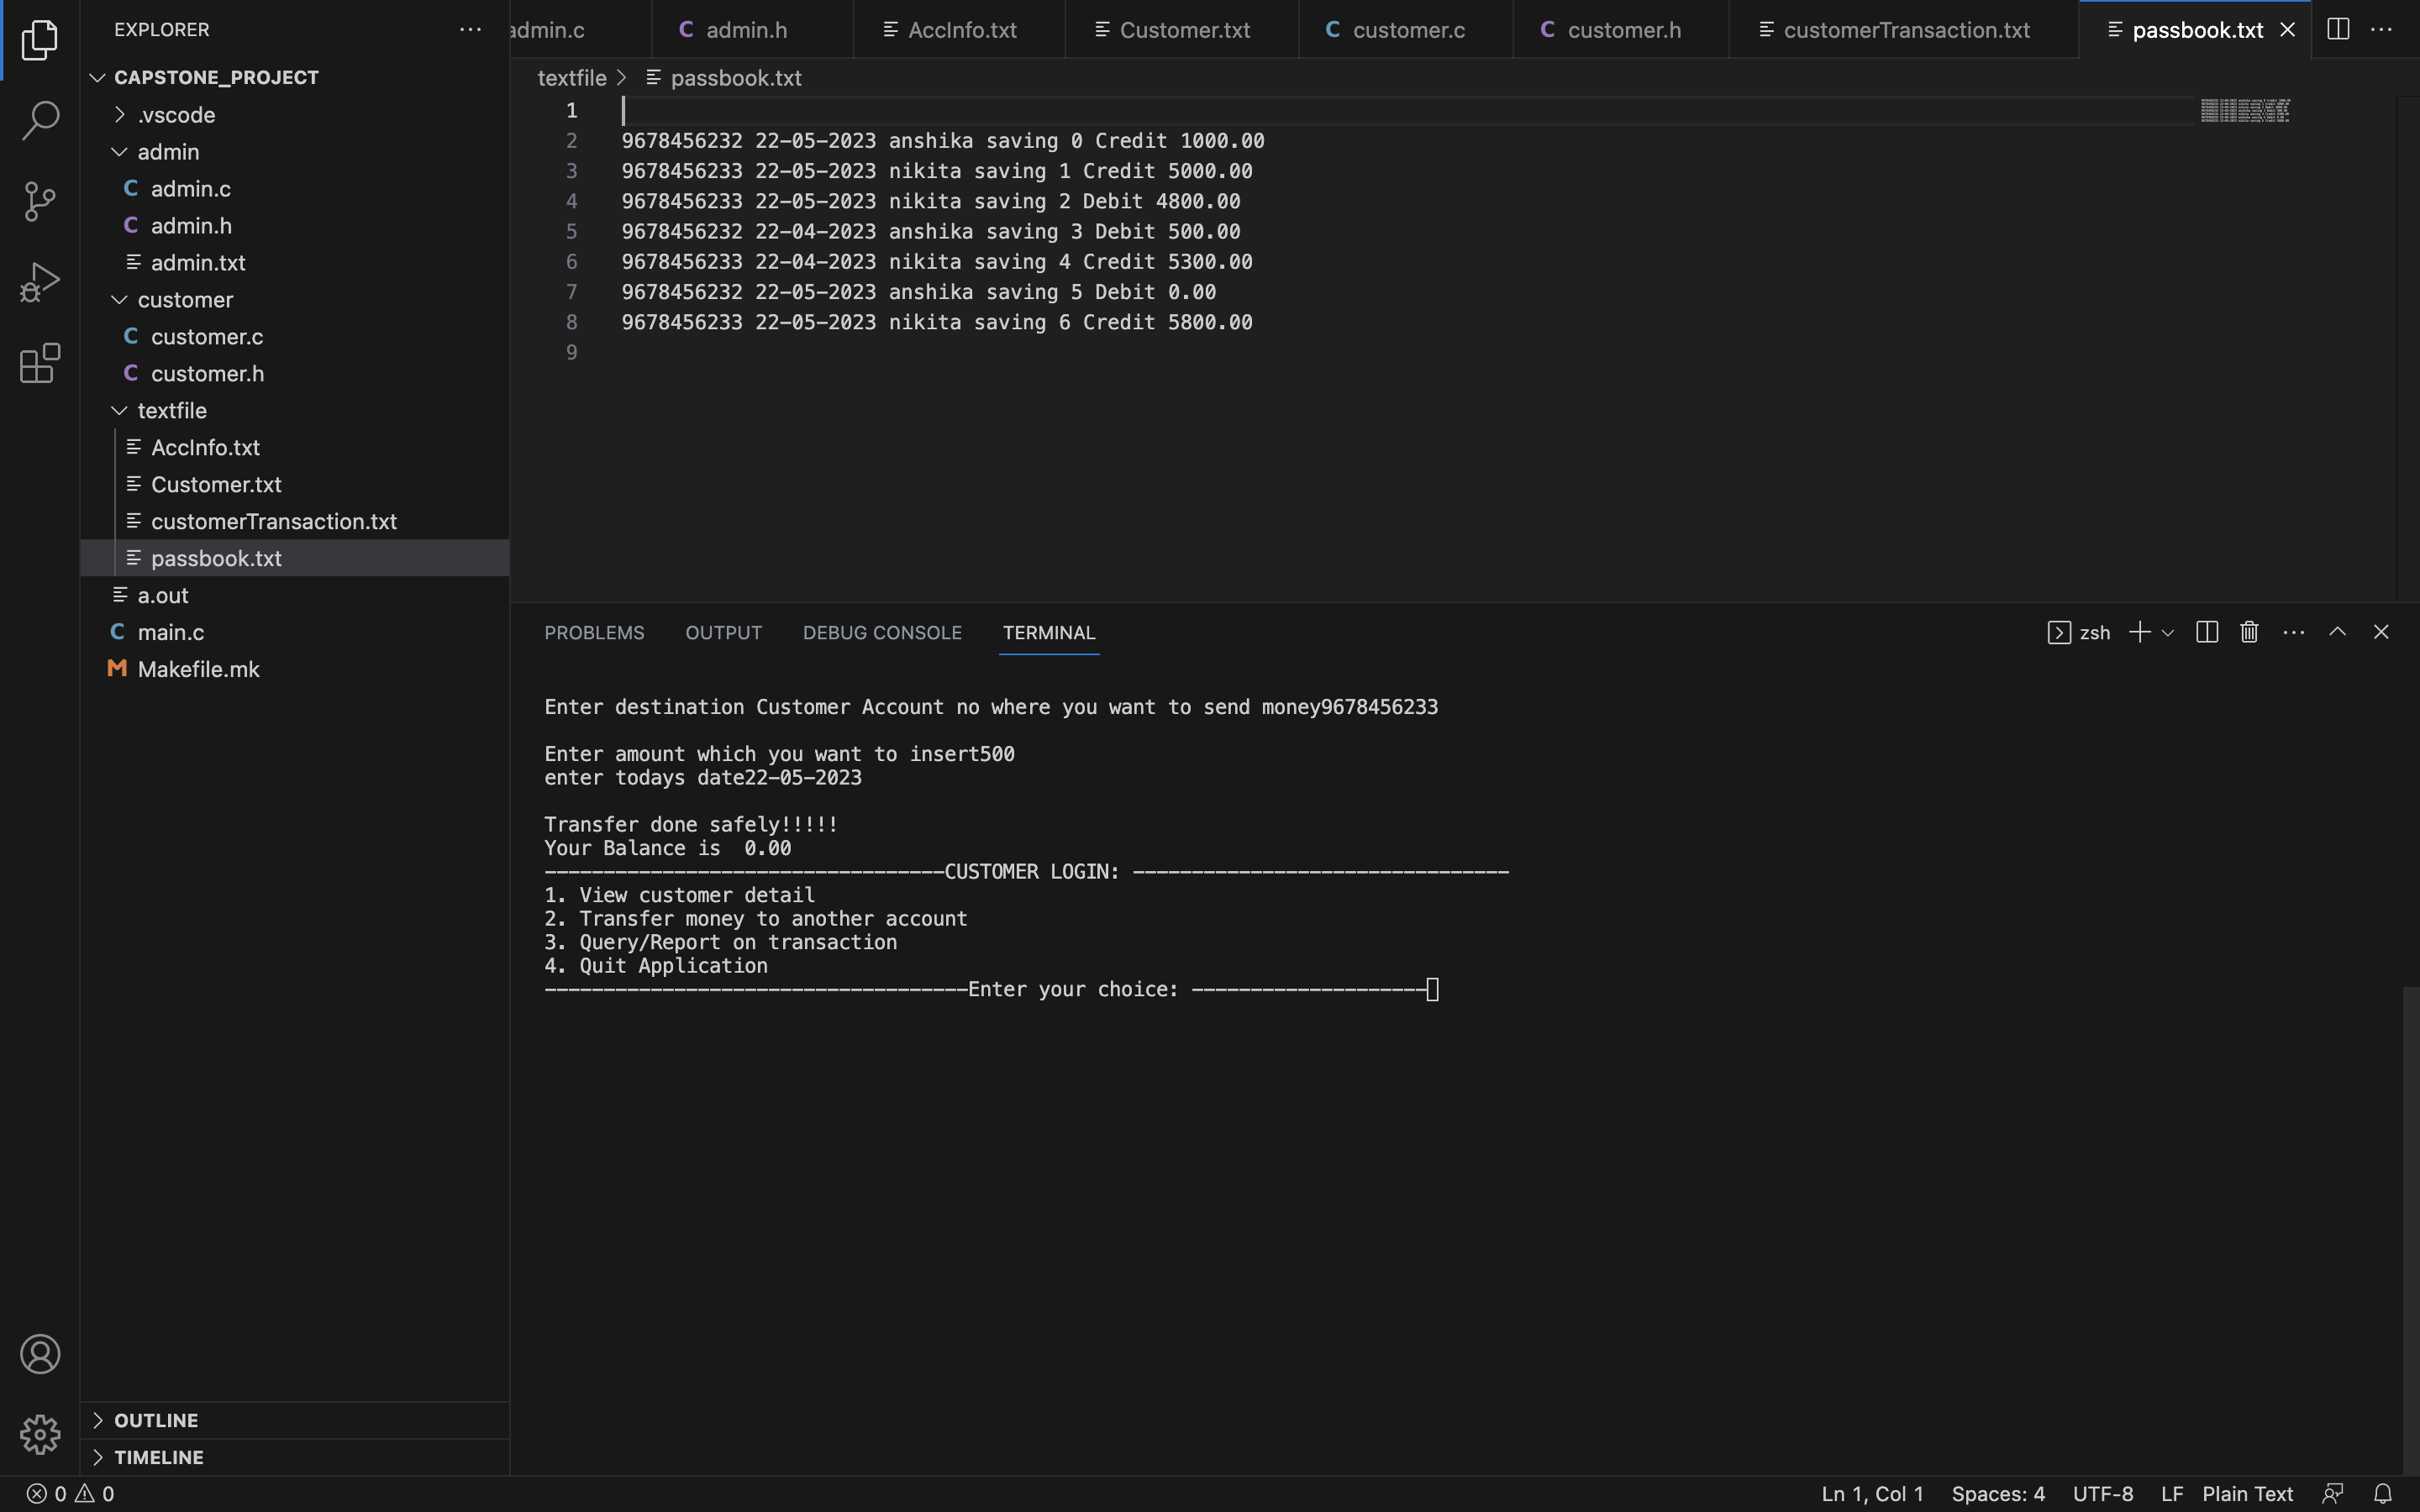 EXPLORER
CAPSTONE_PROJECT
.vscode
admin
C admin.c
C admin.h
admin.txt
customer
C customer.c
C customer.h
textfile
AccInfo.txt
Customer.txt
customerTransaction.txt
passbook.txt
a.out
C main.c
M Makefile.mk
OUTLINE
TIMELINE
admin.c C admin.h AccInfo.txt Customer.txt C customer.c C customer.h customerTransaction.txt passbook.txt
textfile > passbook.txt
1
2 9678456232 22-05-2023 anshika saving 0 Credit 1000.00
3 9678456233 22-05-2023 nikita saving 1 Credit 5000.00
4 9678456233 22-05-2023 nikita saving 2 Debit 4800.00
5 9678456232 22-04-2023 anshika saving 3 Debit 500.00
6 9678456233 22-04-2023 nikita saving 4 Credit 5300.00
7 9678456232 22-05-2023 anshika saving 5 Debit 0.00
8 9678456233 22-05-2023 nikita saving 6 Credit 5800.00
9
PROBLEMS OUTPUT DEBUG CONSOLE TERMINAL zsh
Enter destination Customer Account no where you want to send money9678456233
Enter amount which you want to insert500
enter todays date22-05-2023
Transfer done safely!!!!!
Your Balance is  0.00
----------------------------------CUSTOMER LOGIN: --------------------------------
1. View customer detail
2. Transfer money to another account
3. Query/Report on transaction
4. Quit Application
------------------------------------Enter your choice: --------------------
0 0 Ln 1, Col 1 Spaces: 4 UTF-8 LF Plain Text